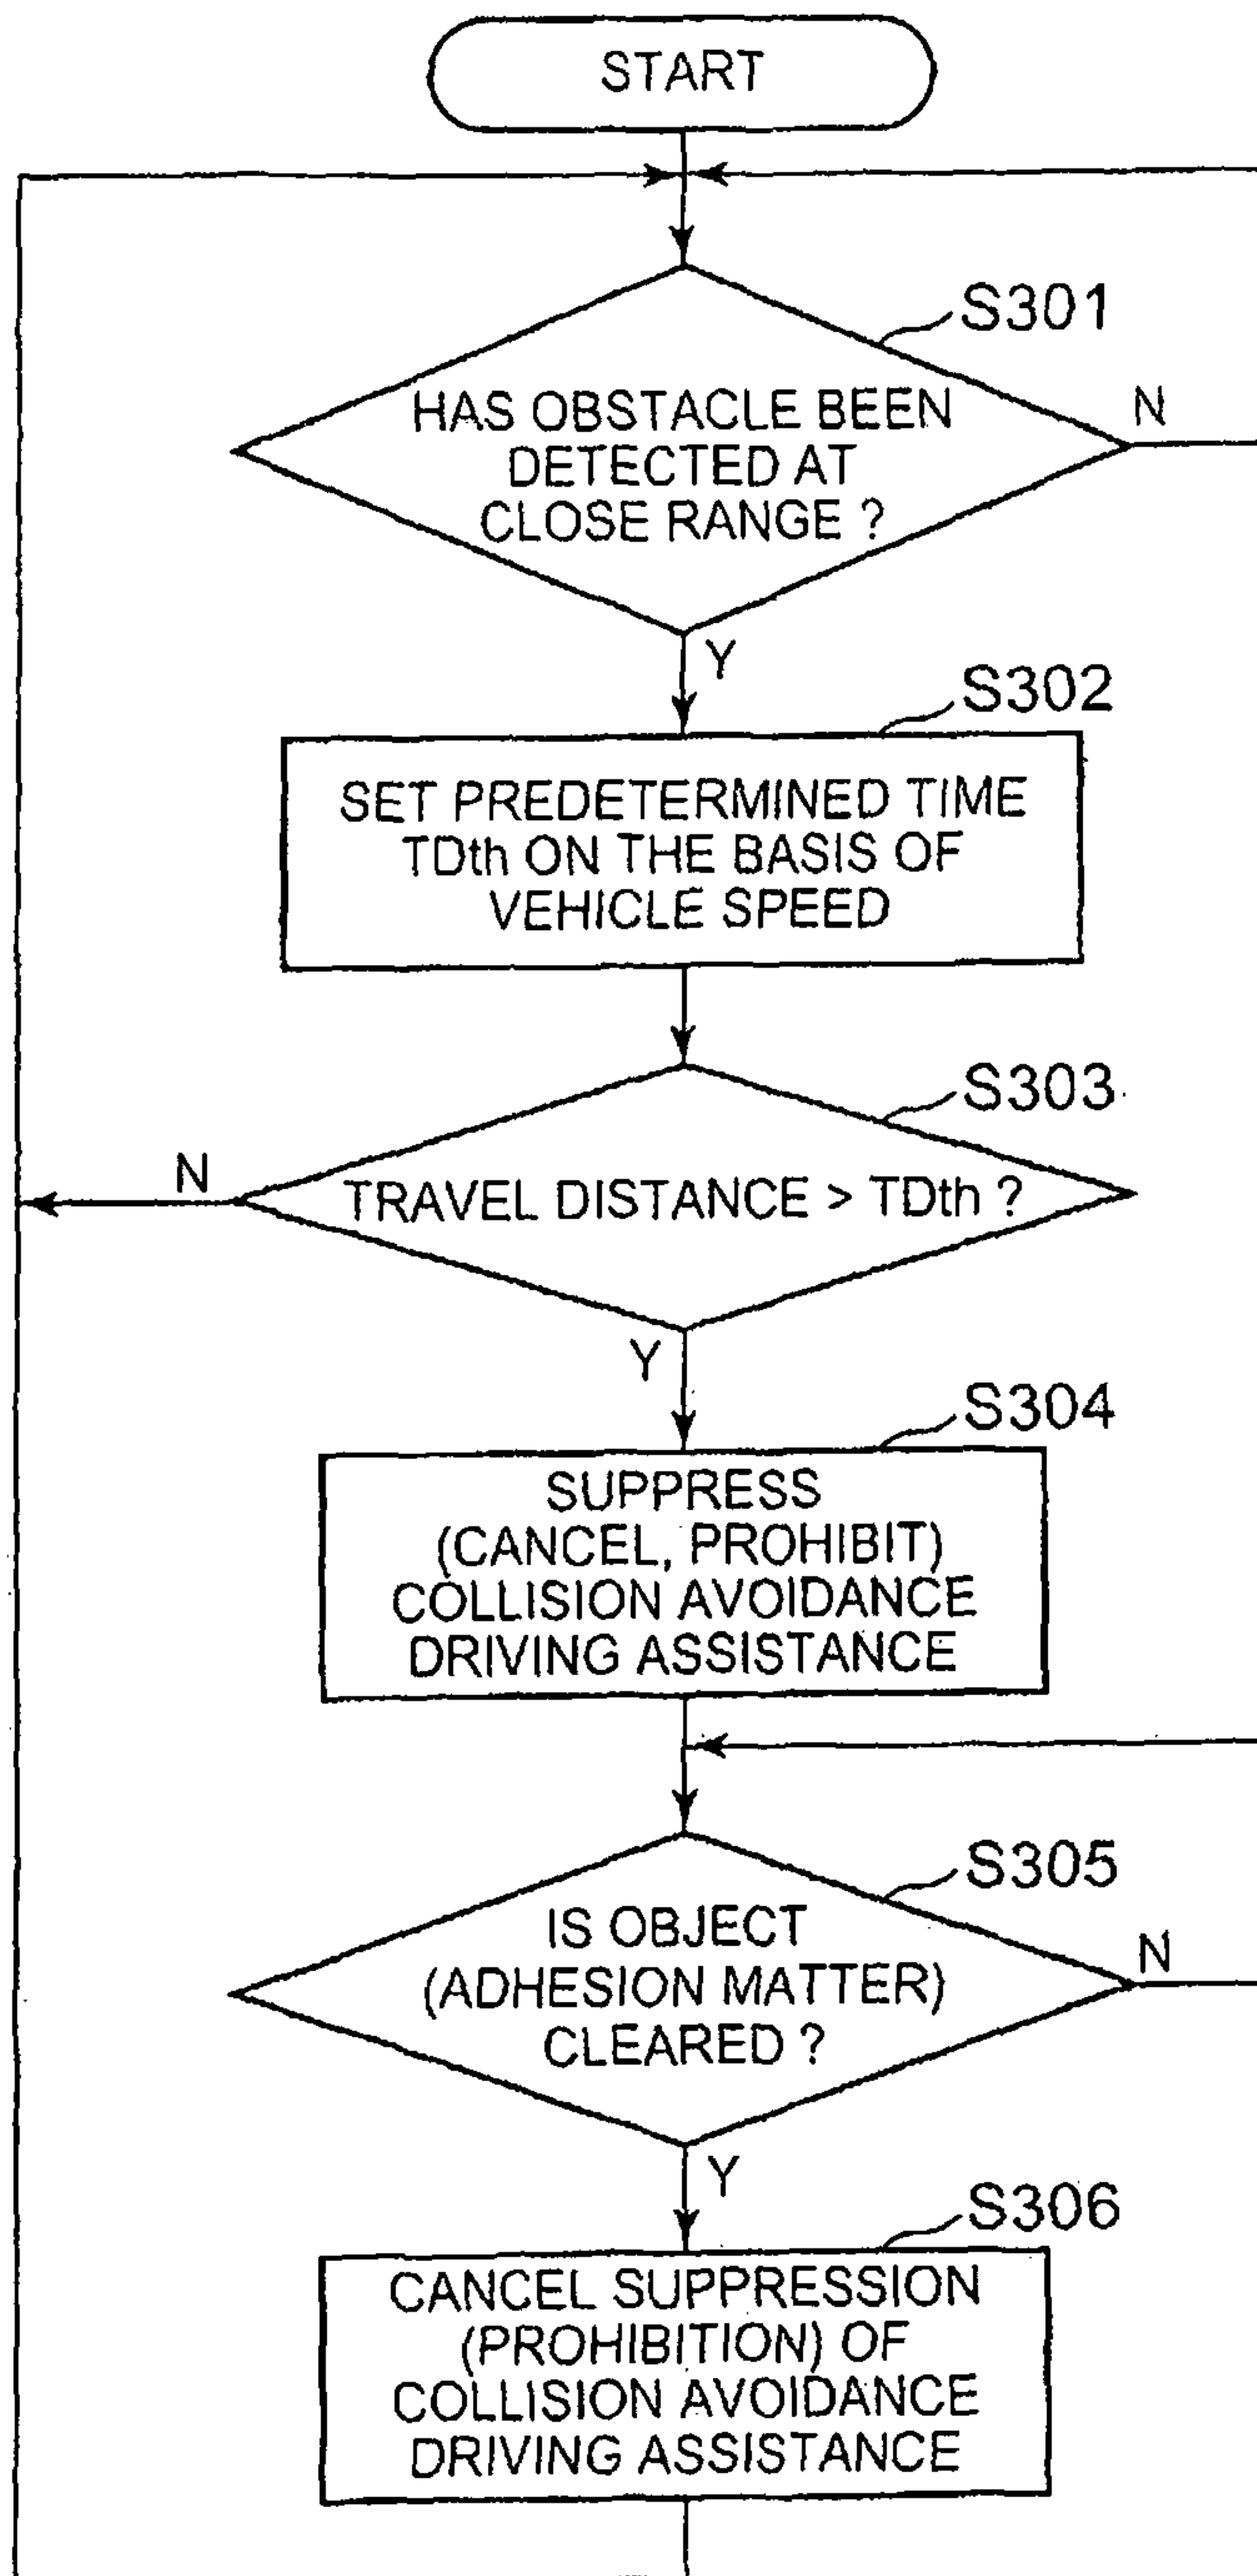 START
S301
HAS OBSTACLE BEEN
DETECTED AT
CLOSE RANGE ?
N
Y
S302
SET PREDETERMINED TIME
TDth ON THE BASIS OF
VEHICLE SPEED
S303
N
TRAVEL DISTANCE > TDth ?
Y
S304
SUPPRESS
(CANCEL, PROHIBIT)
COLLISION AVOIDANCE
DRIVING ASSISTANCE
S305
IS OBJECT
(ADHESION MATTER)
CLEARED ?
N
Y
S306
CANCEL SUPPRESSION
(PROHIBITION) OF
COLLISION AVOIDANCE
DRIVING ASSISTANCE